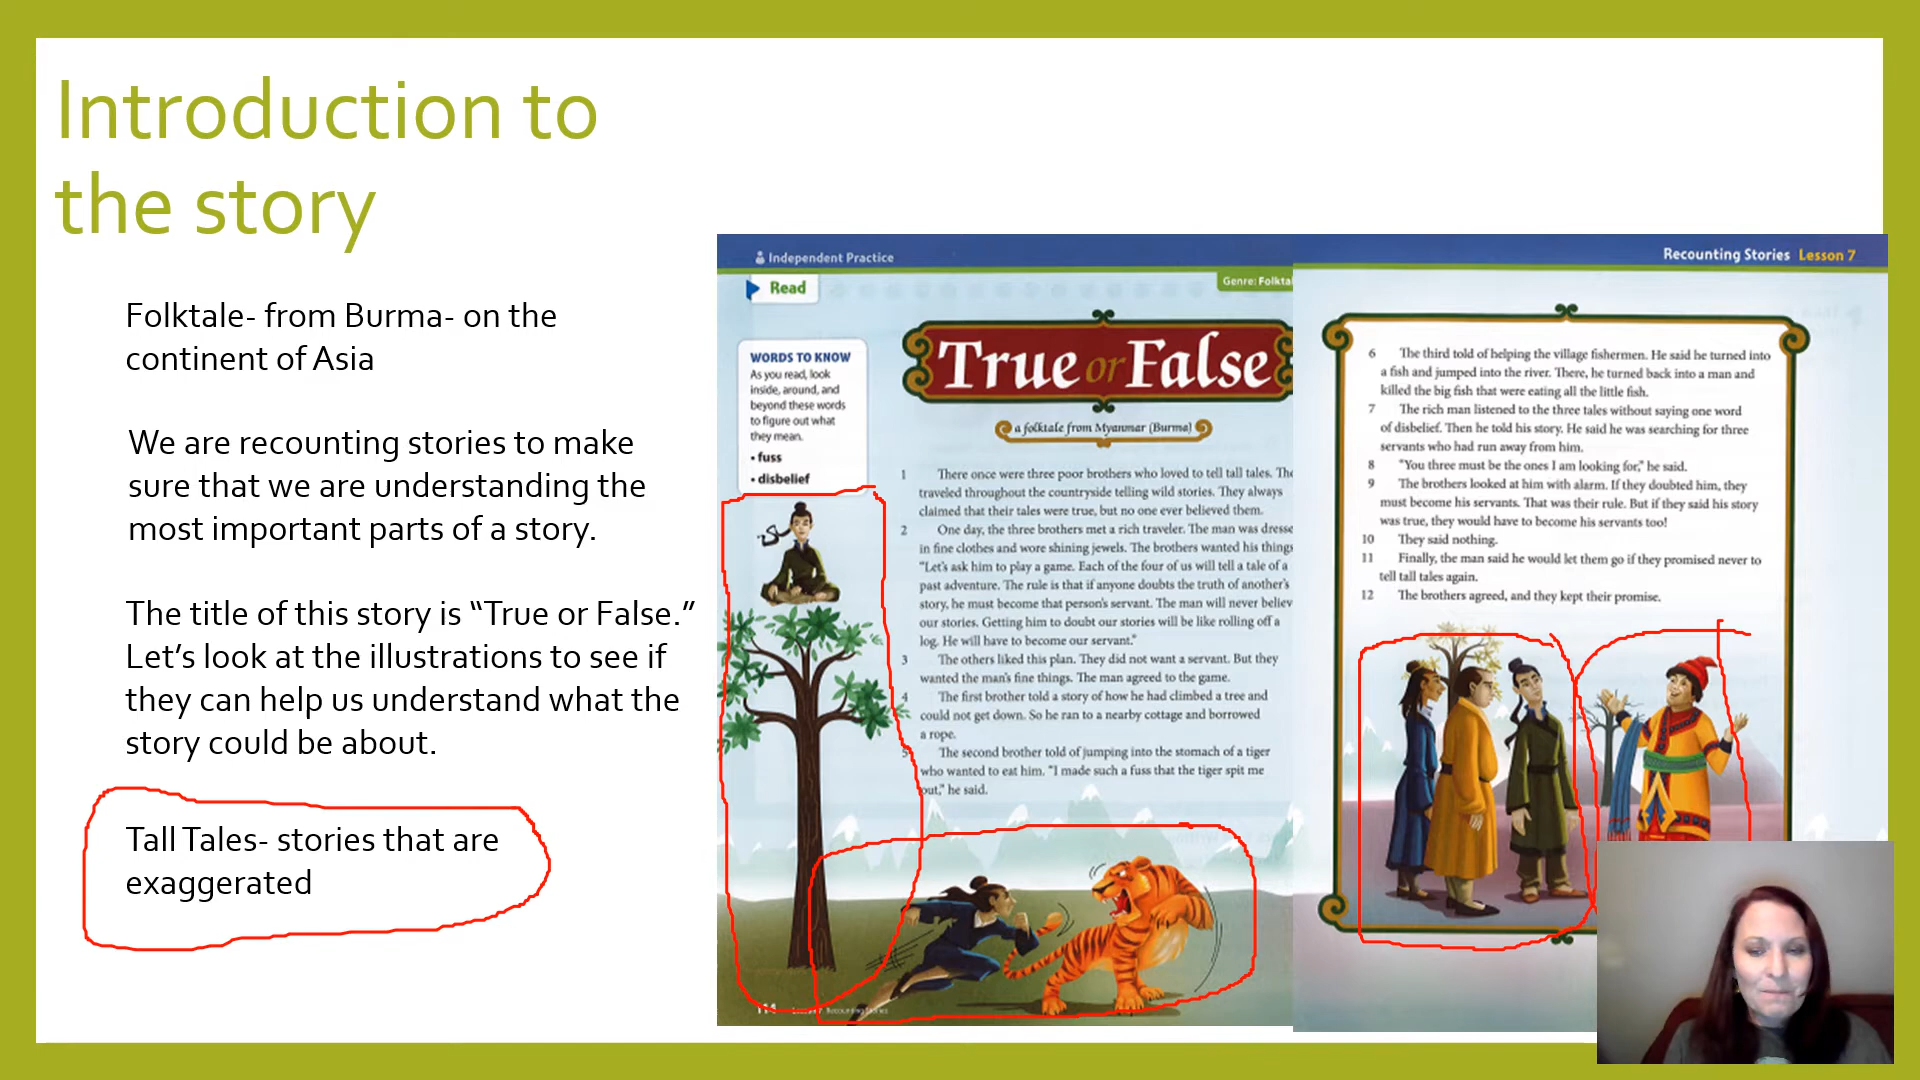 Introduction to
the story
Folktale- from Burma- on the
continent of Asia
We are recounting stories to make
sure that we are understanding the
most important parts of a story.
The title of this story is “True or False.”
Let’s look at the illustrations to see if
they can help us understand what the
story could be about.
Tall Tales- stories that are
exaggerated
Independent Practice
Read
Genre: Folkta
WORDS TO KNOW
As you read, look
inside, around, and
beyond these words
to figure out what
they mean.
• fuss
• disbelief
True or False
a folktale from Myanmar (Burma)
1 There once were three poor brothers who loved to tell tall tales. The
traveled throughout the countryside telling wild stories. They always
claimed that their tales were true, but no one ever believed them.
2 One day, the three brothers met a rich traveler. The man was dresse
in fine clothes and wore shining jewels. The brothers wanted his things
"Let's ask him to play a game. Each of the four of us will tell a tale of a
past adventure. The rule is that if anyone doubts the truth of another's
story, he must become that person's servant. The man will never believ
our stories. Getting him to doubt our stories will be like rolling off a
log. He will have to become our servant."
3 The others liked this plan. They did not want a servant. But they
wanted the man's fine things. The man agreed to the game.
4 The first brother told a story of how he had climbed a tree and
could not get down. So he ran to a nearby cottage and borrowed
a rope.
5 The second brother told of jumping into the stomach of a tiger
who wanted to eat him. "I made such a fuss that the tiger spit me
out," he said.
Recounting Stories Lesson 7
6 The third told of helping the village fishermen. He said he turned into
a fish and jumped into the river. There, he turned back into a man and
killed the big fish that were eating all the little fish.
7 The rich man listened to the three tales without saying one word
of disbelief. Then he told his story. He said he was searching for three
servants who had run away from him.
8 "You three must be the ones I am looking for," he said.
9 The brothers looked at him with alarm. If they doubted him, they
must become his servants. That was their rule. But if they said his story
was true, they would have to become his servants too!
10 They said nothing.
11 Finally, the man said he would let them go if they promised never to
tell tall tales again.
12 The brothers agreed, and they kept their promise.